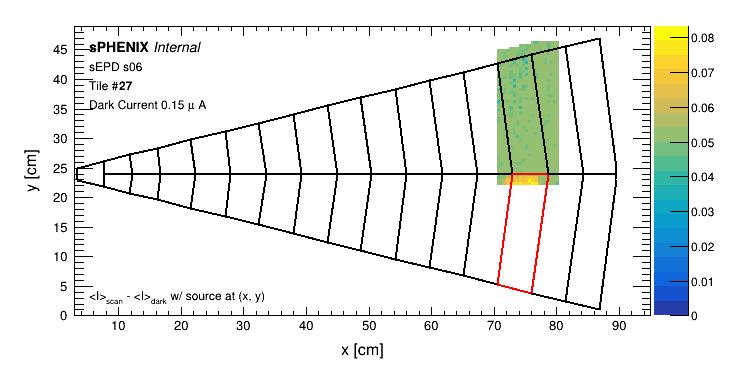 sPHENIX Internal
sEPD s06
Tile #27
Dark Current 0.15 μ A
<I>scan - <I>dark w/ source at (x, y)
y [cm]
45
40
35
30
25
20
15
10
5
0
10 20 30 40 50 60 70 80 90
x [cm]
0.08
0.07
0.06
0.05
0.04
0.03
0.02
0.01
0